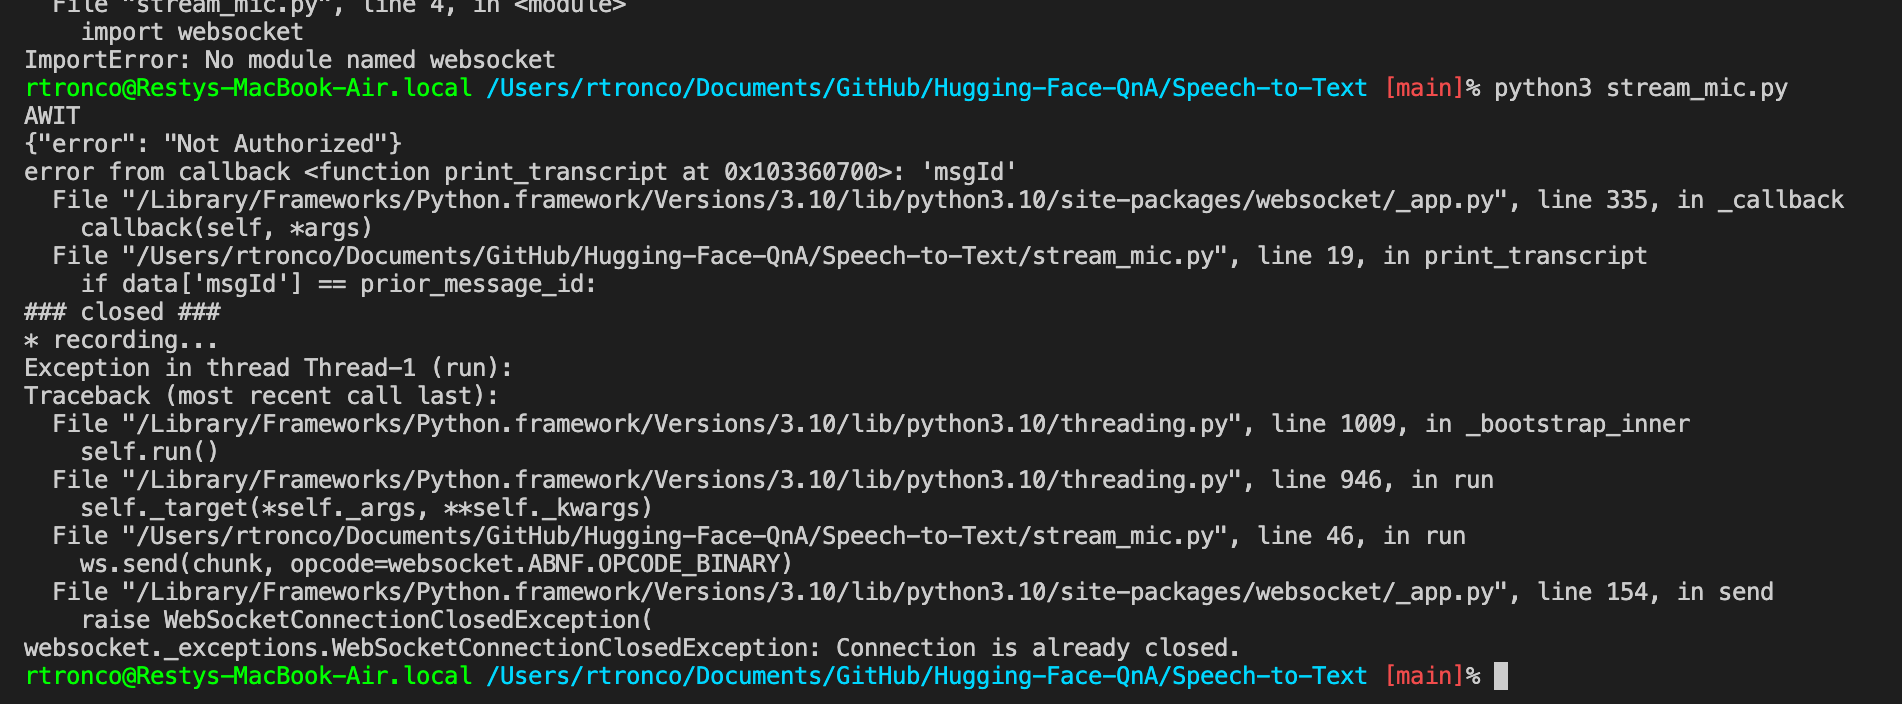 File "stream_mic.py", line 4, in <module>
    import websocket
ImportError: No module named websocket
rtronco@Restys-MacBook-Air.local /Users/rtronco/Documents/GitHub/Hugging-Face-QnA/Speech-to-Text [main]% python3 stream_mic.py
AWIT
{"error": "Not Authorized"}
error from callback <function print_transcript at 0x103360700>: 'msgId'
  File "/Library/Frameworks/Python.framework/Versions/3.10/lib/python3.10/site-packages/websocket/_app.py", line 335, in _callback
    callback(self, *args)
  File "/Users/rtronco/Documents/GitHub/Hugging-Face-QnA/Speech-to-Text/stream_mic.py", line 19, in print_transcript
    if data['msgId'] == prior_message_id:
### closed ###
* recording...
Exception in thread Thread-1 (run):
Traceback (most recent call last):
  File "/Library/Frameworks/Python.framework/Versions/3.10/lib/python3.10/threading.py", line 1009, in _bootstrap_inner
    self.run()
  File "/Library/Frameworks/Python.framework/Versions/3.10/lib/python3.10/threading.py", line 946, in run
    self._target(*self._args, **self._kwargs)
  File "/Users/rtronco/Documents/GitHub/Hugging-Face-QnA/Speech-to-Text/stream_mic.py", line 46, in run
    ws.send(chunk, opcode=websocket.ABNF.OPCODE_BINARY)
  File "/Library/Frameworks/Python.framework/Versions/3.10/lib/python3.10/site-packages/websocket/_app.py", line 154, in send
    raise WebSocketConnectionClosedException(
websocket._exceptions.WebSocketConnectionClosedException: Connection is already closed.
rtronco@Restys-MacBook-Air.local /Users/rtronco/Documents/GitHub/Hugging-Face-QnA/Speech-to-Text [main]%